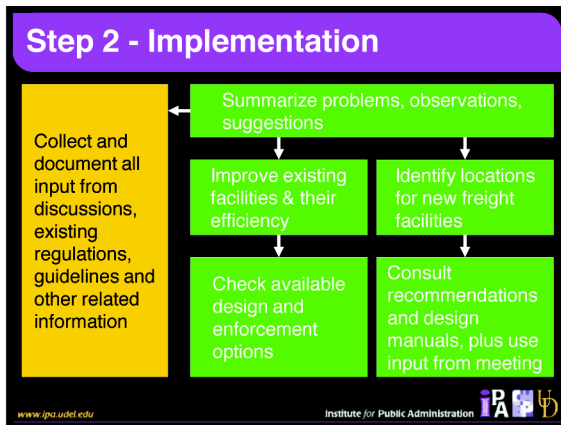 Step 2 - Implementation
Summarize problems, observations,
suggestions
Collect and
document all
input from
discussions,
existing
regulations,
guidelines and
other related
information
Improve existing
facilities & their
efficiency
Identify locations
for new freight
facilities
Check available
design and
enforcement
options
Consult
recommendations
and design
manuals, plus use
input from meeting
www.ipa.udel.edu
Institute for Public Administration
iPA
UD